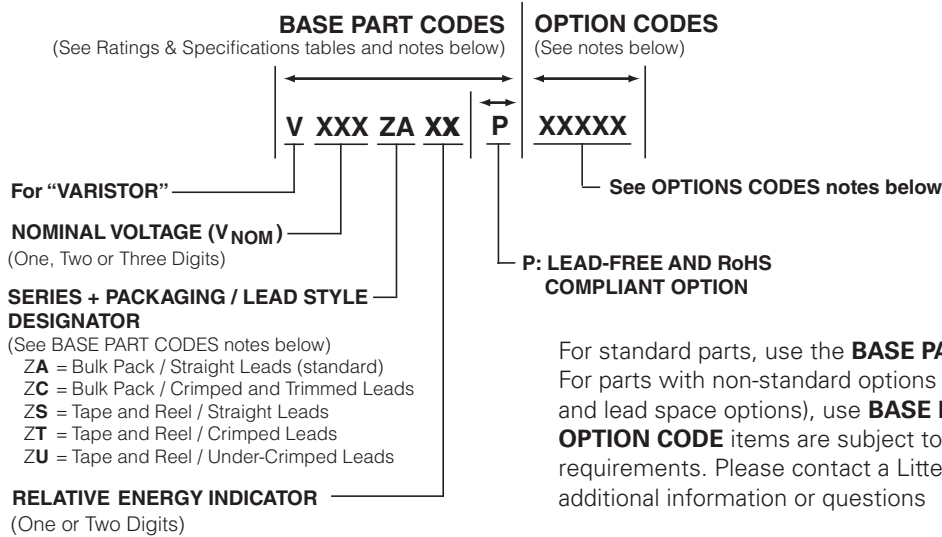 BASE PART CODES
(See Ratings & Specifications tables and notes below)
OPTION CODES
(See notes below)
V XXX ZA XX P XXXXX
For “VARISTOR”
See OPTIONS CODES notes below
NOMINAL VOLTAGE (VNOM)
(One, Two or Three Digits)
P: LEAD-FREE AND RoHS
COMPLIANT OPTION
SERIES + PACKAGING / LEAD STYLE
DESIGNATOR
(See BASE PART CODES notes below)
ZA = Bulk Pack / Straight Leads (standard)
ZC = Bulk Pack / Crimped and Trimmed Leads
ZS = Tape and Reel / Straight Leads
ZT = Tape and Reel / Crimped Leads
ZU = Tape and Reel / Under-Crimped Leads
RELATIVE ENERGY INDICATOR
(One or Two Digits)
For standard parts, use the BASE
For parts with non-standard options
and lead space options), use BASE
OPTION CODE items are subject to
requirements. Please contact a
additional information or questions